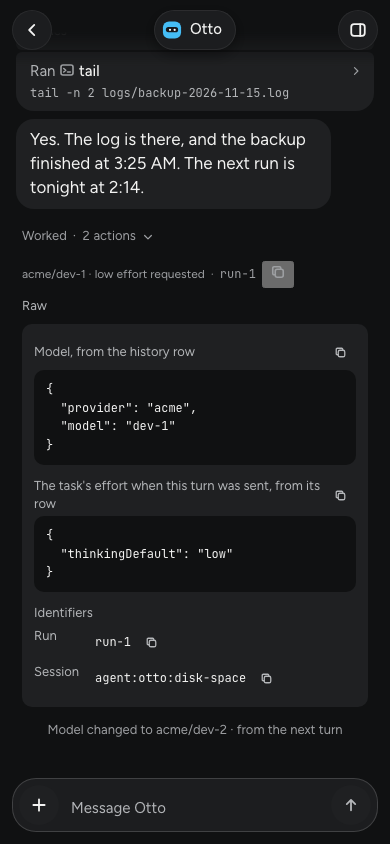 Otto
Ran tail
tail -n 2 logs/backup-2026-11-15.log
Yes. The log is there, and the backup
finished at 3:25 AM. The next run is
tonight at 2:14.
Worked · 2 actions
acme/dev-1 · low effort requested · run-1
Raw
Model, from the history row
{
  "provider": "acme",
  "model": "dev-1"
}
The task's effort when this turn was sent, from its
row
{
  "thinkingDefault": "low"
}
Identifiers
Run run-1
Session agent:otto:disk-space
Model changed to acme/dev-2 · from the next turn
Message Otto